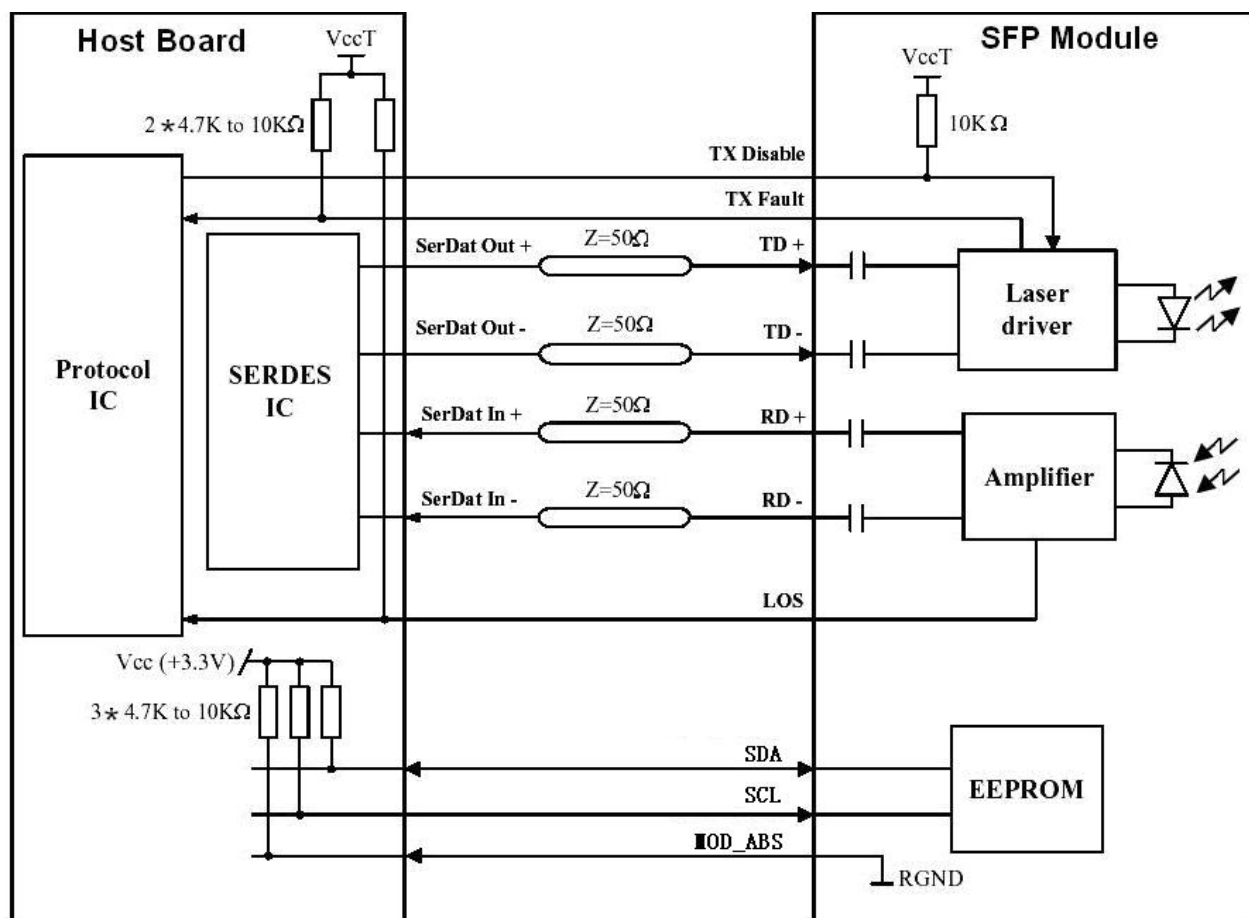 Host Board
SFP Module
VccT
VccT
2*4.7K to 10KΩ
10KΩ
TX Disable
TX Fault
SerDat Out +
Z=50Ω
TD +
Laser
driver
SerDat Out -
Z=50Ω
TD -
Protocol
IC
SERDES
IC
SerDat In +
Z=50Ω
RD +
Amplifier
SerDat In -
Z=50Ω
RD -
LOS
Vcc (+3.3V)
3*4.7K to 10KΩ
SDA
EEPROM
SCL
MOD_ABS
RGND